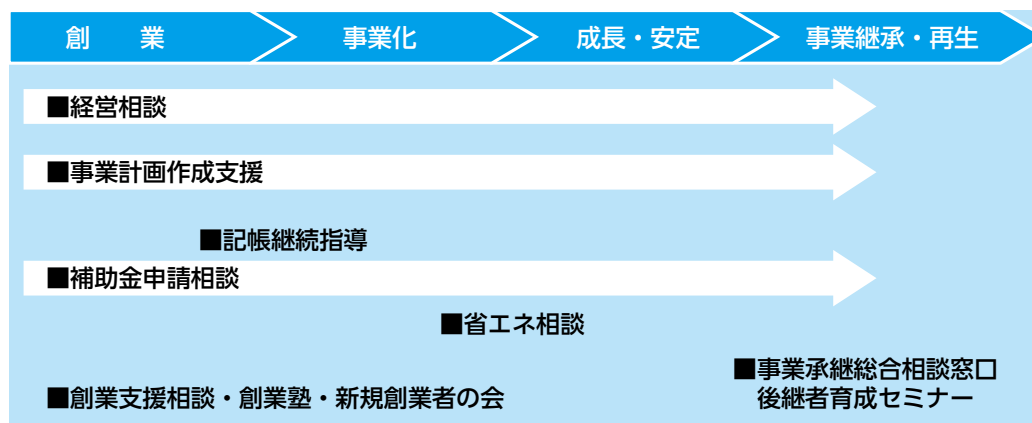 創　業　事業化　成長・安定　事業継承・再生
■経営相談
■事業計画作成支援
■記帳継続指導
■補助金申請相談
■省エネ相談
■事業承継総合相談窓口
後継者育成セミナー
■創業支援相談・創業塾・新規創業者の会